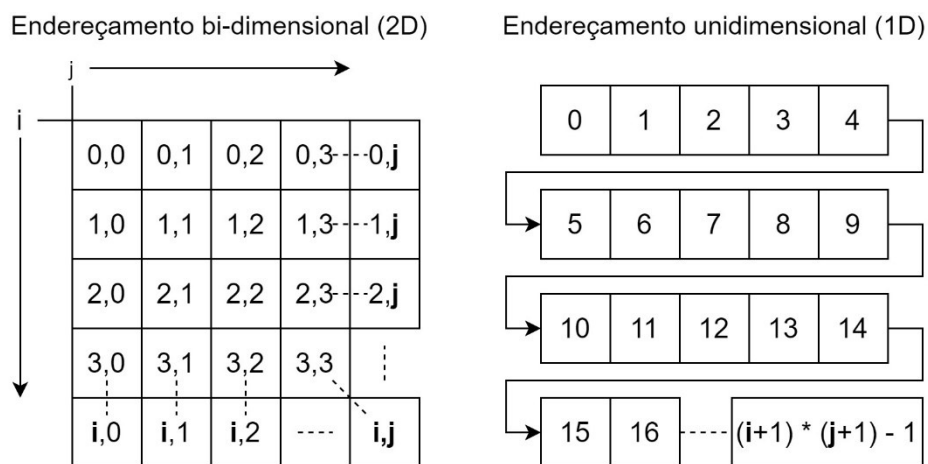 Endereçamento bi-dimensional (2D)
j
i
0,0 0,1 0,2 0,3 0,j
1,0 1,1 1,2 1,3 1,j
2,0 2,1 2,2 2,3 2,j
3,0 3,1 3,2 3,3
i,0 i,1 i,2 i,j
Endereçamento unidimensional (1D)
0 1 2 3 4
5 6 7 8 9
10 11 12 13 14
15 16 (i+1) * (j+1) - 1